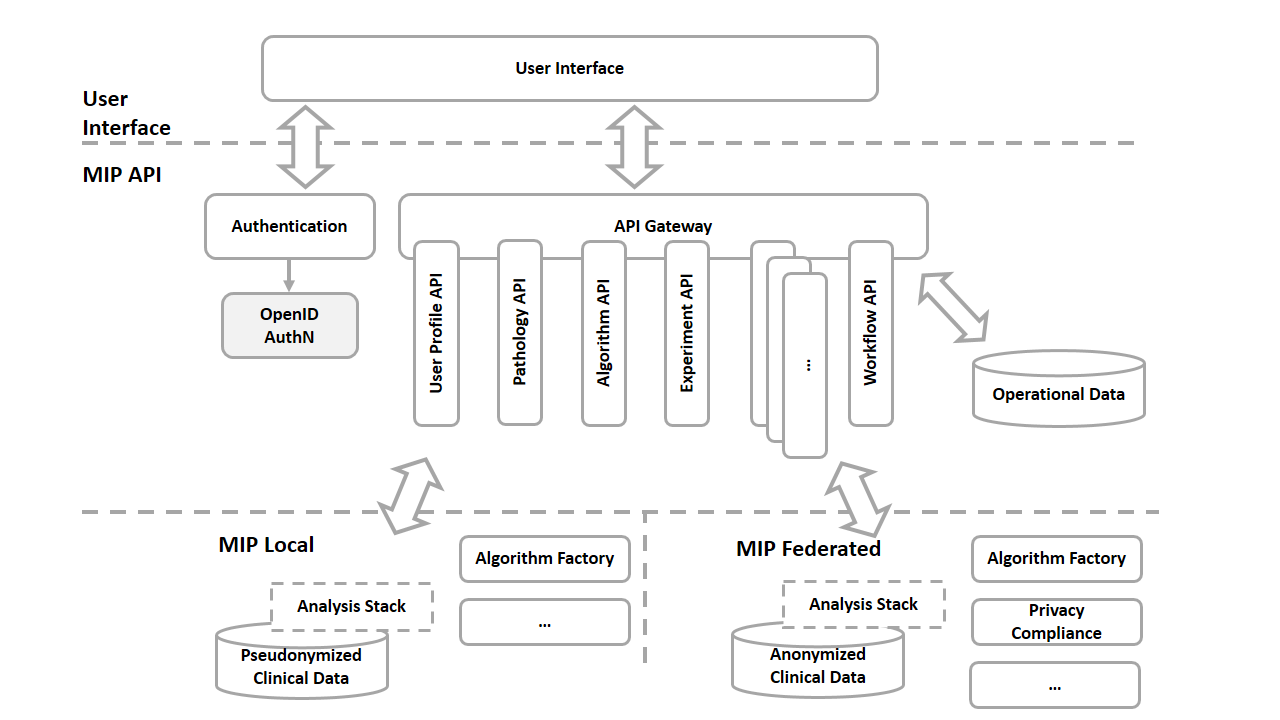 User Interface
User
Interface
MIP API
Authentication
API Gateway
OpenID
AuthN
User Profile API
Pathology API
Algorithm API
Experiment API
...
Workflow API
Operational Data
MIP Local
Algorithm Factory
Analysis Stack
...
Pseudonymized
Clinical Data
MIP Federated
Algorithm Factory
Analysis Stack
Privacy
Compliance
Anonymized
Clinical Data
...